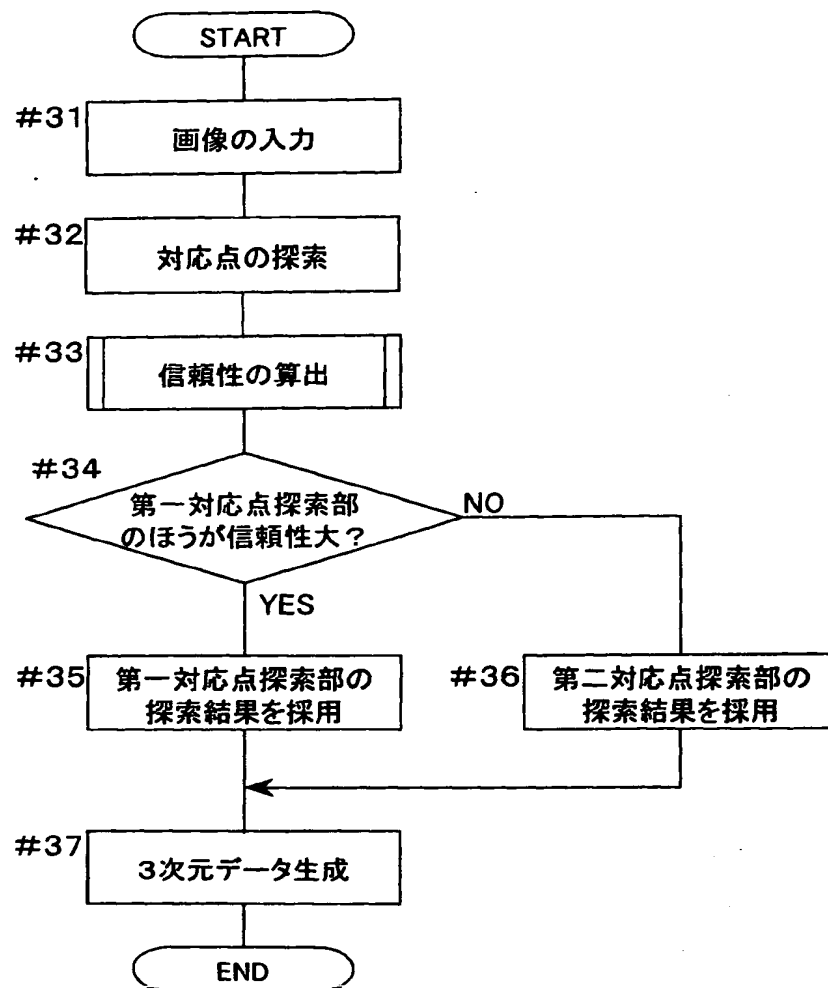 START
#31
画像の入力
#32
対応点の探索
#33
信頼性の算出
#34
第一対応点探索部
のほうが信頼性大?
NO
YES
#35
第一対応点探索部の
探索結果を採用
#36
第二対応点探索部の
探索結果を採用
#37
3次元データ生成
END